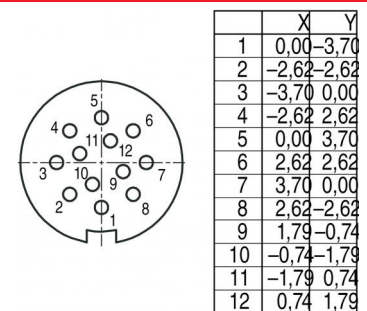 5
4
6
11
12
3
7
10
9
2
8
1
X Y
1 0,00 –3,70
2 –2,62 –2,62
3 –3,70 0,00
4 –2,62 2,62
5 0,00 3,70
6 2,62 2,62
7 3,70 0,00
8 2,62 –2,62
9 1,79 –0,74
10 –0,74 –1,79
11 –1,79 0,74
12 0,74 1,79